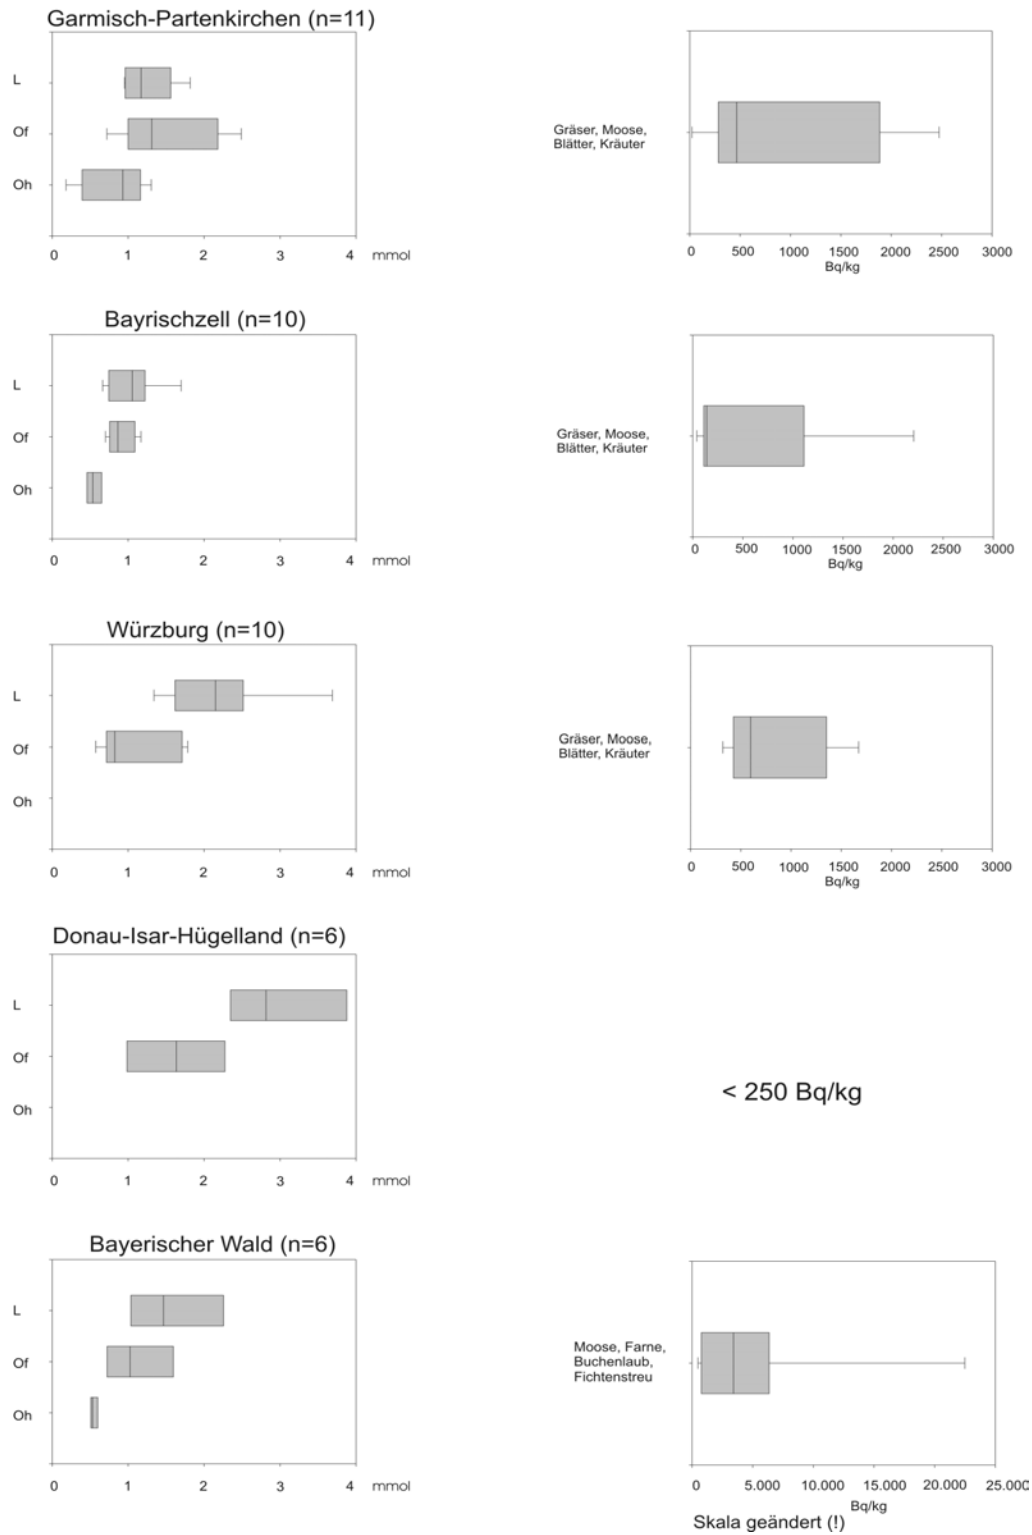 Garmisch-Partenkirchen (n=11)
L
Of
Oh
0 1 2 3 4 mmol
Gräser, Moose,
Blätter, Kräuter
0 500 1000 1500 2000 2500 3000
Bq/kg
Bayrischzell (n=10)
L
Of
Oh
0 1 2 3 4 mmol
Gräser, Moose,
Blätter, Kräuter
0 500 1000 1500 2000 2500 3000
Bq/kg
Würzburg (n=10)
L
Of
Oh
0 1 2 3 4 mmol
Gräser, Moose,
Blätter, Kräuter
0 500 1000 1500 2000 2500 3000
Bq/kg
Donau-Isar-Hügelland (n=6)
L
Of
Oh
0 1 2 3 4 mmol
< 250 Bq/kg
Bayerischer Wald (n=6)
L
Of
Oh
0 1 2 3 4 mmol
Moose, Farne,
Buchenlaub,
Fichtenstreu
0 5.000 10.000 15.000 20.000 25.000
Bq/kg
Skala geändert (!)